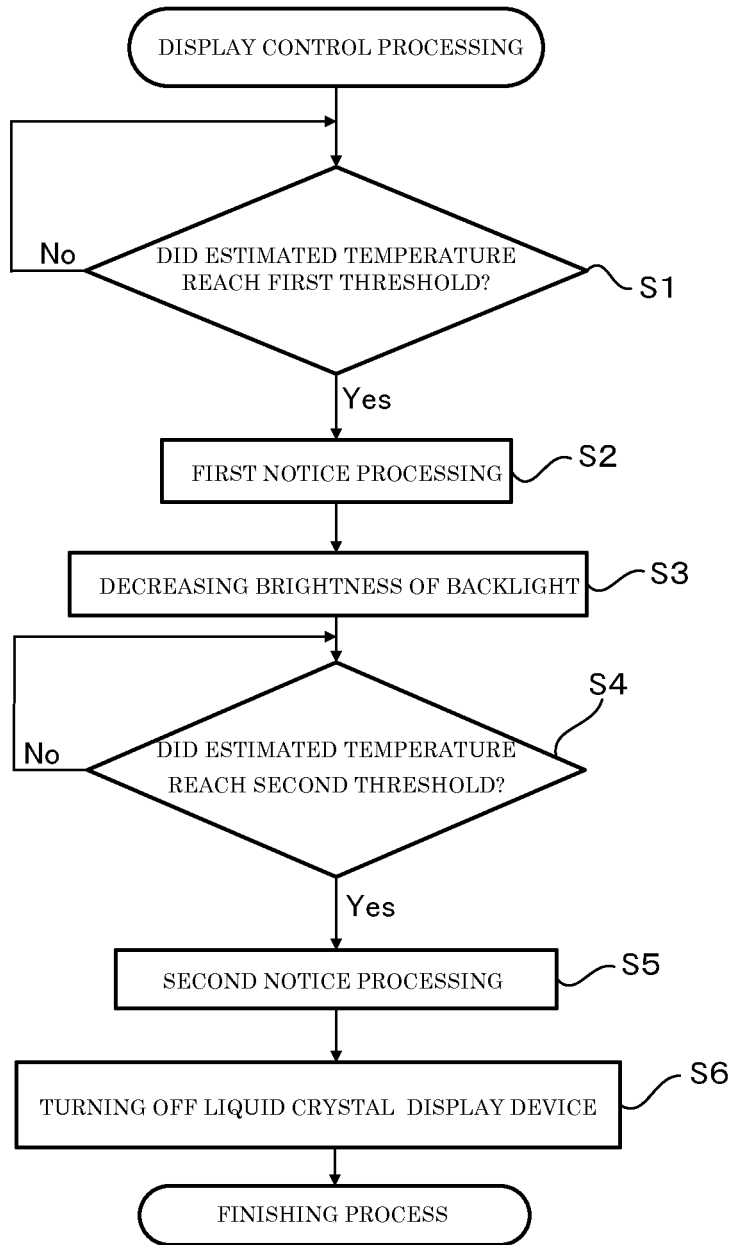 DISPLAY CONTROL PROCESSING
No
DID ESTIMATED TEMPERATURE
REACH FIRST THRESHOLD?
S1
Yes
FIRST NOTICE PROCESSING
S2
DECREASING BRIGHTNESS OF BACKLIGHT
S3
S4
No
DID ESTIMATED TEMPERATURE
REACH SECOND THRESHOLD?
Yes
SECOND NOTICE PROCESSING
S5
TURNING OFF LIQUID CRYSTAL DISPLAY DEVICE
S6
FINISHING PROCESS